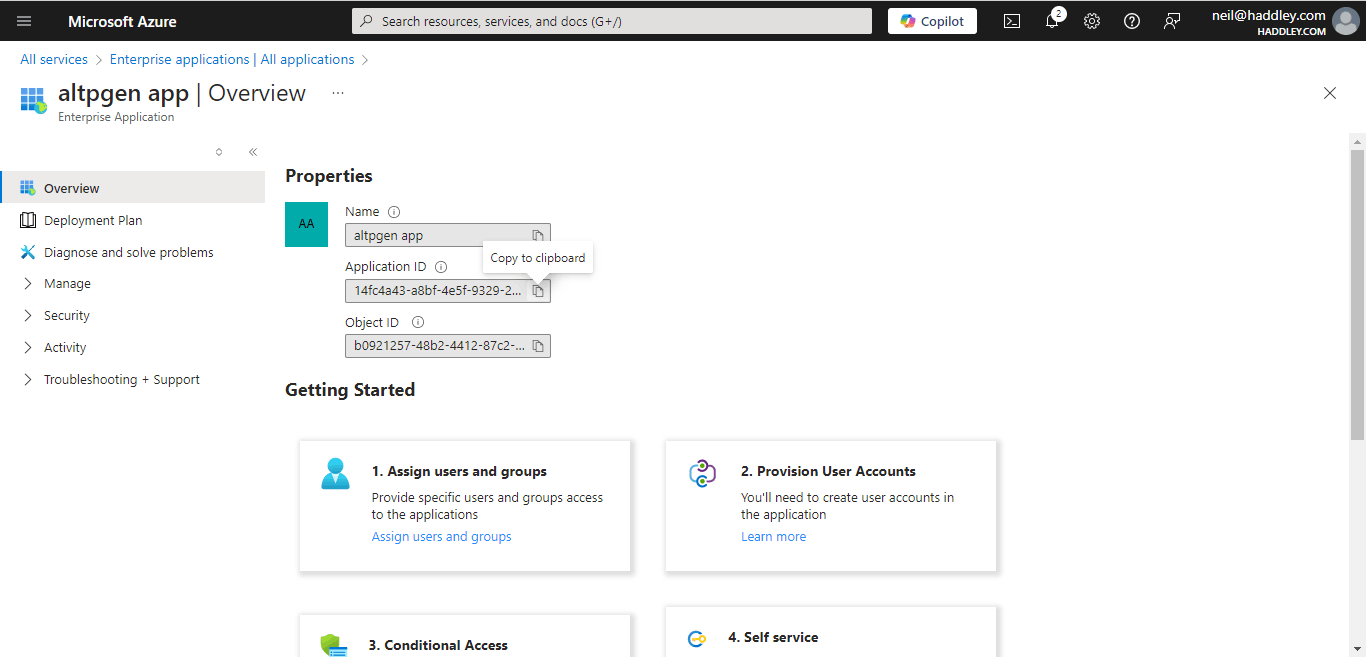 Microsoft Azure
Search resources, services, and docs (G+/)
Copilot
2
neil@haddley.com
HADDLEY.COM
All services > Enterprise applications | All applications >
altpgen app | Overview ...
Enterprise Application
Overview
Deployment Plan
Diagnose and solve problems
Manage
Security
Activity
Troubleshooting + Support
Properties
AA
Name
altpgen app
Copy to clipboard
Application ID
14fc4a43-a8bf-4e5f-9329-2...
Object ID
b0921257-48b2-4412-87c2-...
Getting Started
1. Assign users and groups
Provide specific users and groups access
to the applications
Assign users and groups
2. Provision User Accounts
You'll need to create user accounts in
the application
Learn more
3. Conditional Access
4. Self service